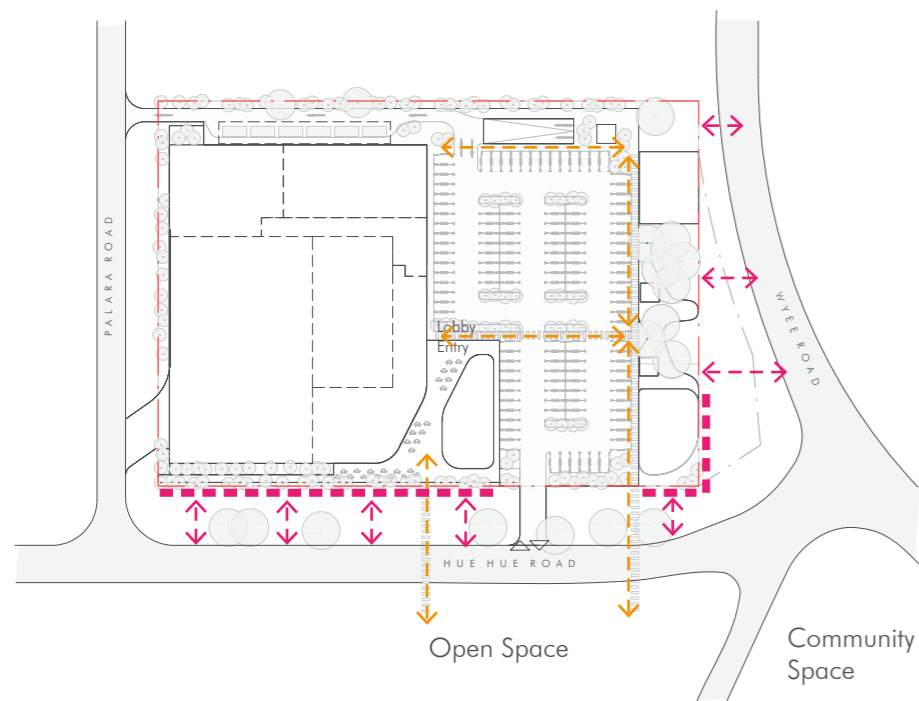 PALARA ROAD
WYEE ROAD
Lobby
Entry
HUE HUE ROAD
Open Space
Community
Space